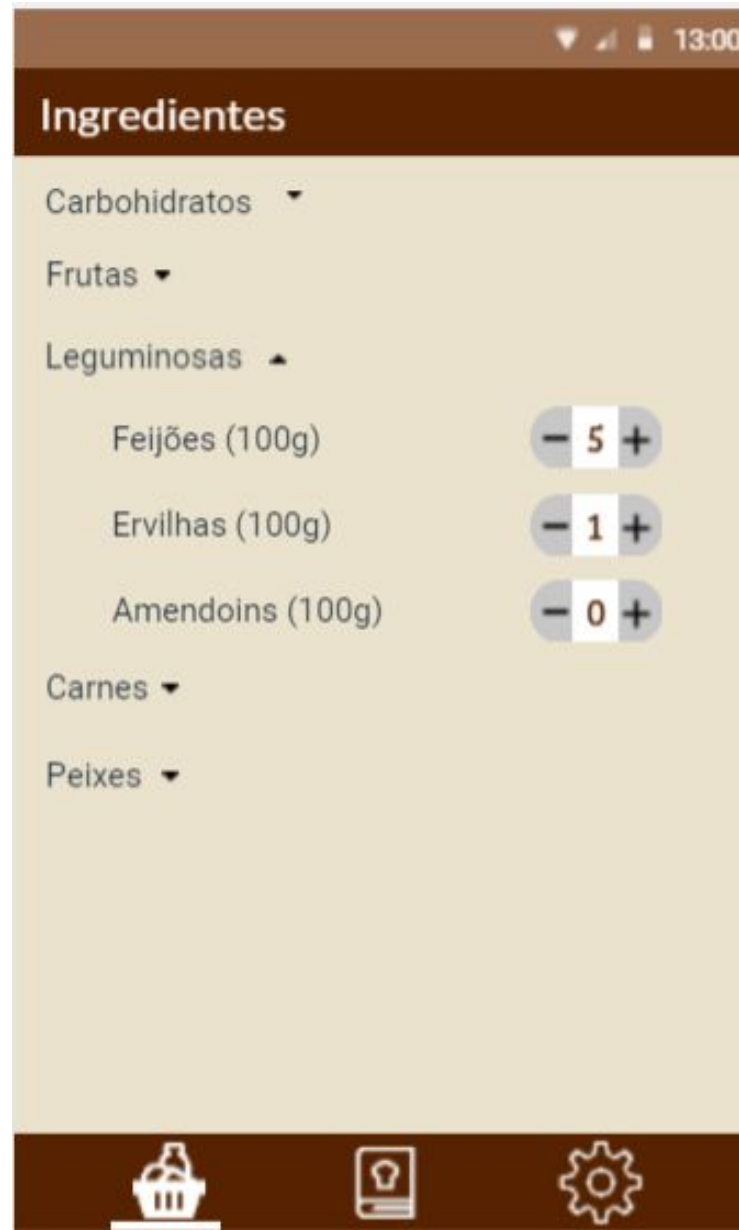 13:00
Ingredientes
Carbohidratos
Frutas
Leguminosas
Feijões (100g) − 5 +
Ervilhas (100g) − 1 +
Amendoins (100g) − 0 +
Carnes
Peixes